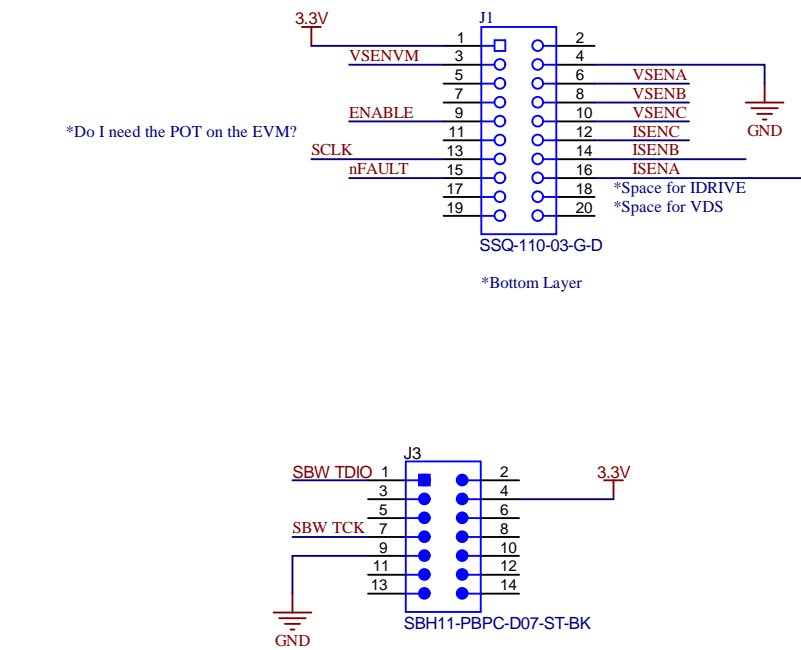 3.3V
J1
1 2
VSENVM 3 4
5 6 VSENA
7 8 VSENB
ENABLE 9 10 VSENC
GND
*Do I need the POT on the EVM?
11 12 ISENC
SCLK 13 14 ISENB
nFAULT 15 16 ISENA
17 18 *Space for IDRIVE
19 20 *Space for VDS
SSQ-110-03-G-D
*Bottom Layer
J3
SBW TDIO 1 2 3.3V
3 4
5 6
SBW TCK 7 8
9 10
11 12
13 14
SBH11-PBPC-D07-ST-BK
GND